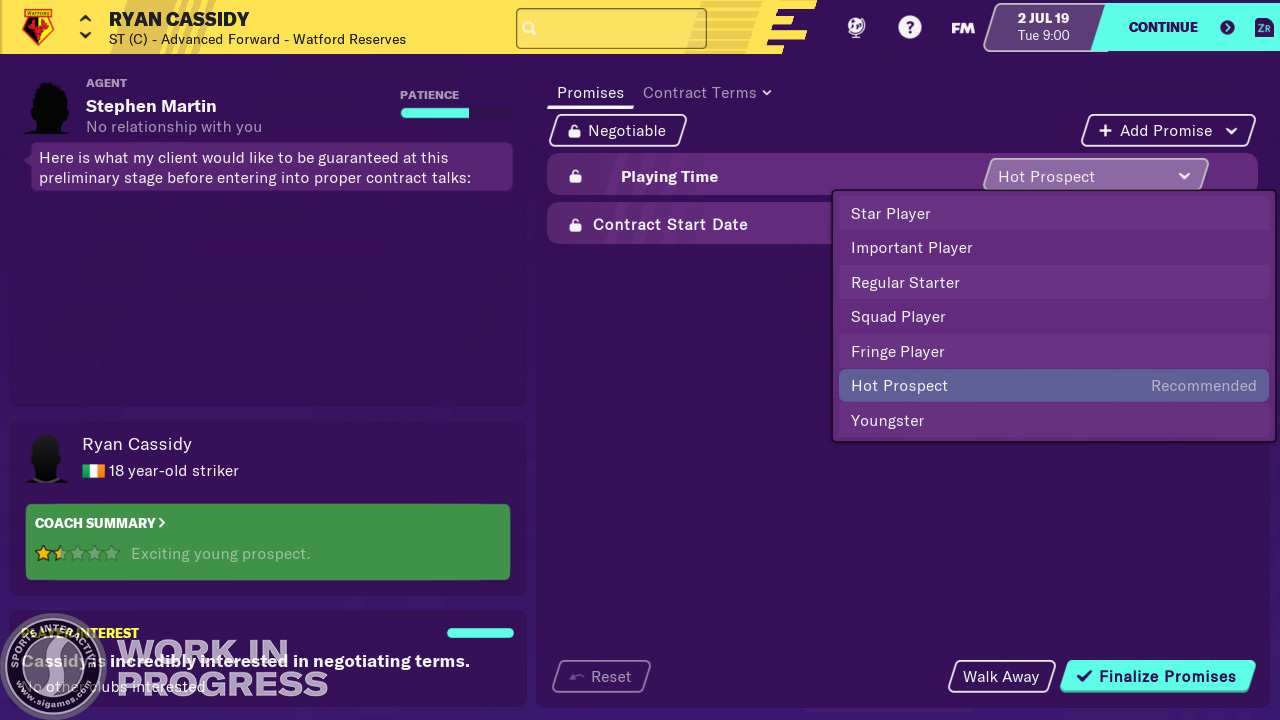 WATFORD
RYAN CASSIDY
ST (C) - Advanced Forward - Watford Reserves
?
FM
2 JUL 19
Tue 9:00
CONTINUE
ZR
AGENT
Stephen Martin
No relationship with you
PATIENCE
Here is what my client would like to be guaranteed at this
preliminary stage before entering into proper contract talks:
Promises
Contract Terms
Negotiable
Add Promise
Playing Time
Hot Prospect
Contract Start Date
Star Player
Important Player
Regular Starter
Squad Player
Fringe Player
Hot Prospect
Recommended
Youngster
Ryan Cassidy
18 year-old striker
COACH SUMMARY >
Exciting young prospect.
PLAYER INTEREST
Cassidy is incredibly interested in negotiating terms.
No other clubs interested
SPORTS INTERACTIVE
www.sigames.com
WORK IN
PROGRESS
Reset
Walk Away
Finalize Promises